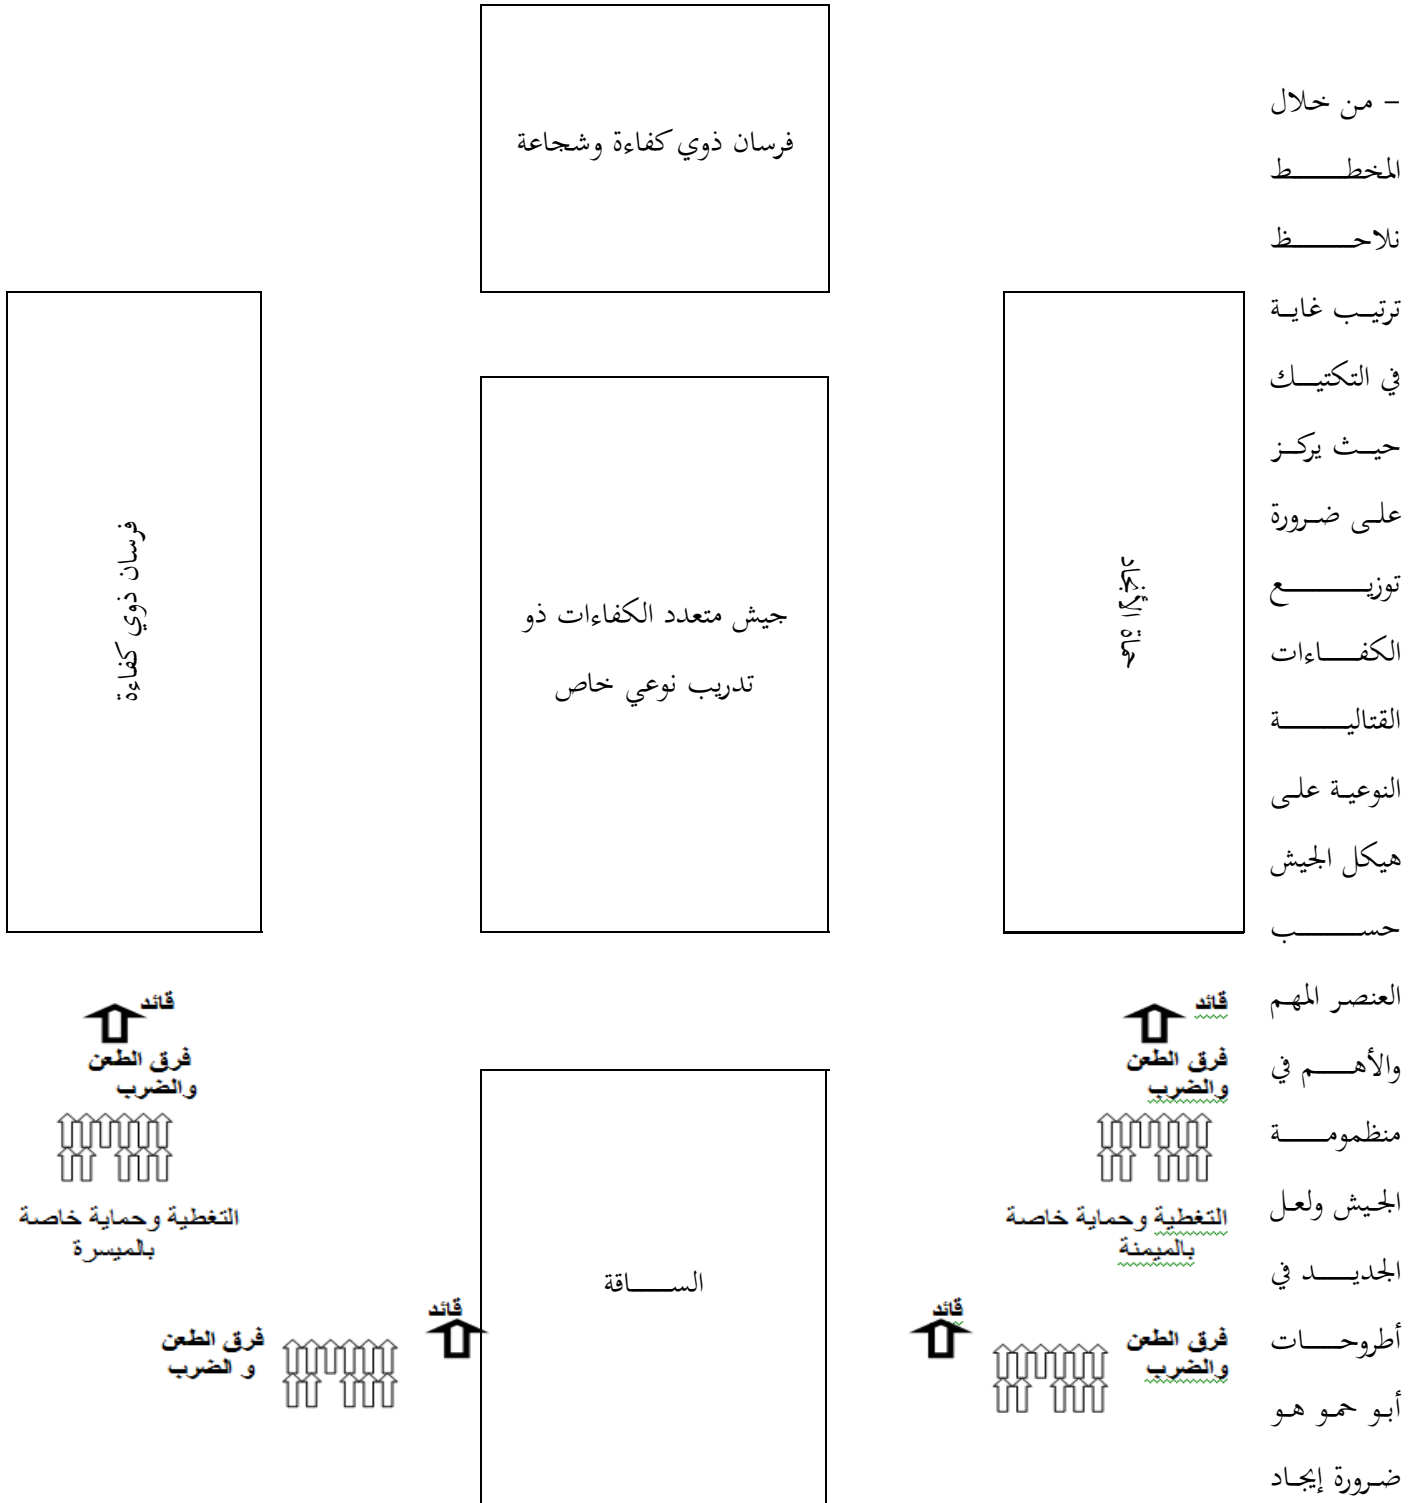 فرسان ذوي كفاءة وشجاعة
– من خلال
المخطط
نلاحظ
ترتيب غاية
في التكتيك
حيث يركز
على ضرورة
توزيع
الكفاءات
القتالية
النوعية على
هيكل الجيش
حسب
العنصر المهم
والأهم في
منظمومة
الجيش ولعل
الجديد في
أطروحات
أبو حمو هو
ضرورة إيجاد
حماة الأنجاد
جيش متعدد الكفاءات ذو
تدريب نوعي خاص
فرسان ذوي كفاءة
قائد
فرق الطعن
والضرب
التغطية وحماية خاصة
بالميمنة
قائد
فرق الطعن
والضرب
التغطية وحماية خاصة
بالميسرة
الساقة
قائد
فرق الطعن
والضرب
قائد
فرق الطعن
و الضرب